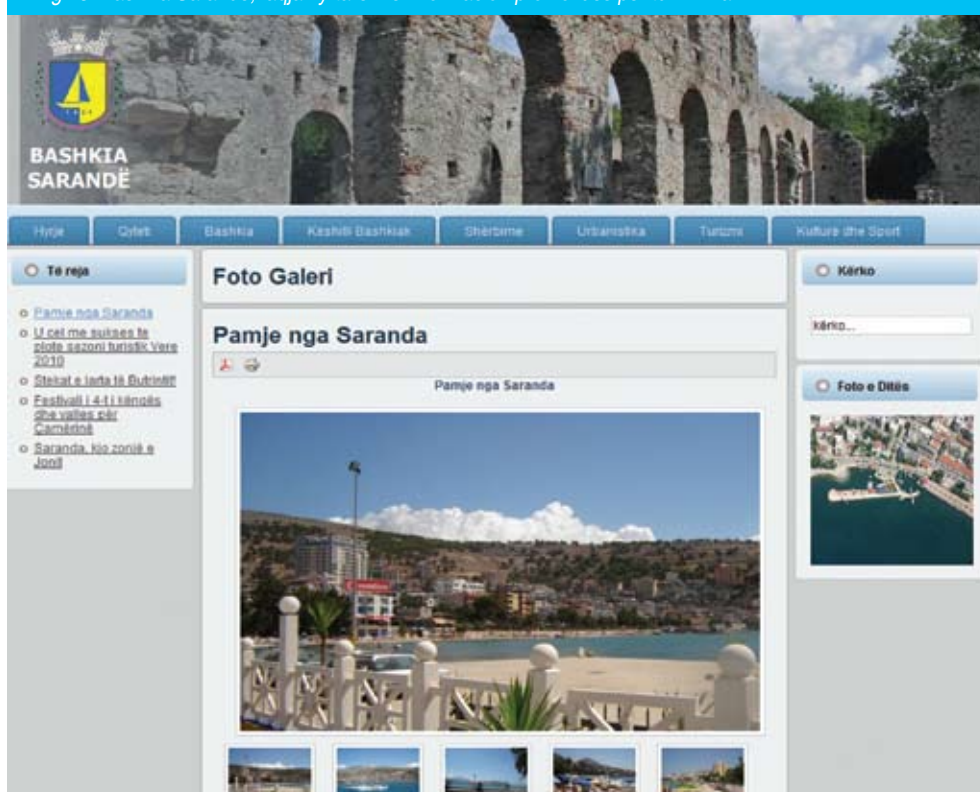 BASHKIA
SARANDË
Hyrje
Qyteti
Bashkia
Këshilli Bashkiak
Shërbime
Urbanistika
Turizmi
Kulturë dhe Sport
Të reja
Pamje nga Saranda
U cel me sukses te
plote sezoni turistik Vere
2010
Stekat e larta të Butrintit!
Festivali i 4-t i këngës
dhe valles për
Camërinë
Saranda, kjo zonjë e
Jonit
Foto Galeri
Pamje nga Saranda
Pamje nga Saranda
Kërko
kërko...
Foto e Ditës